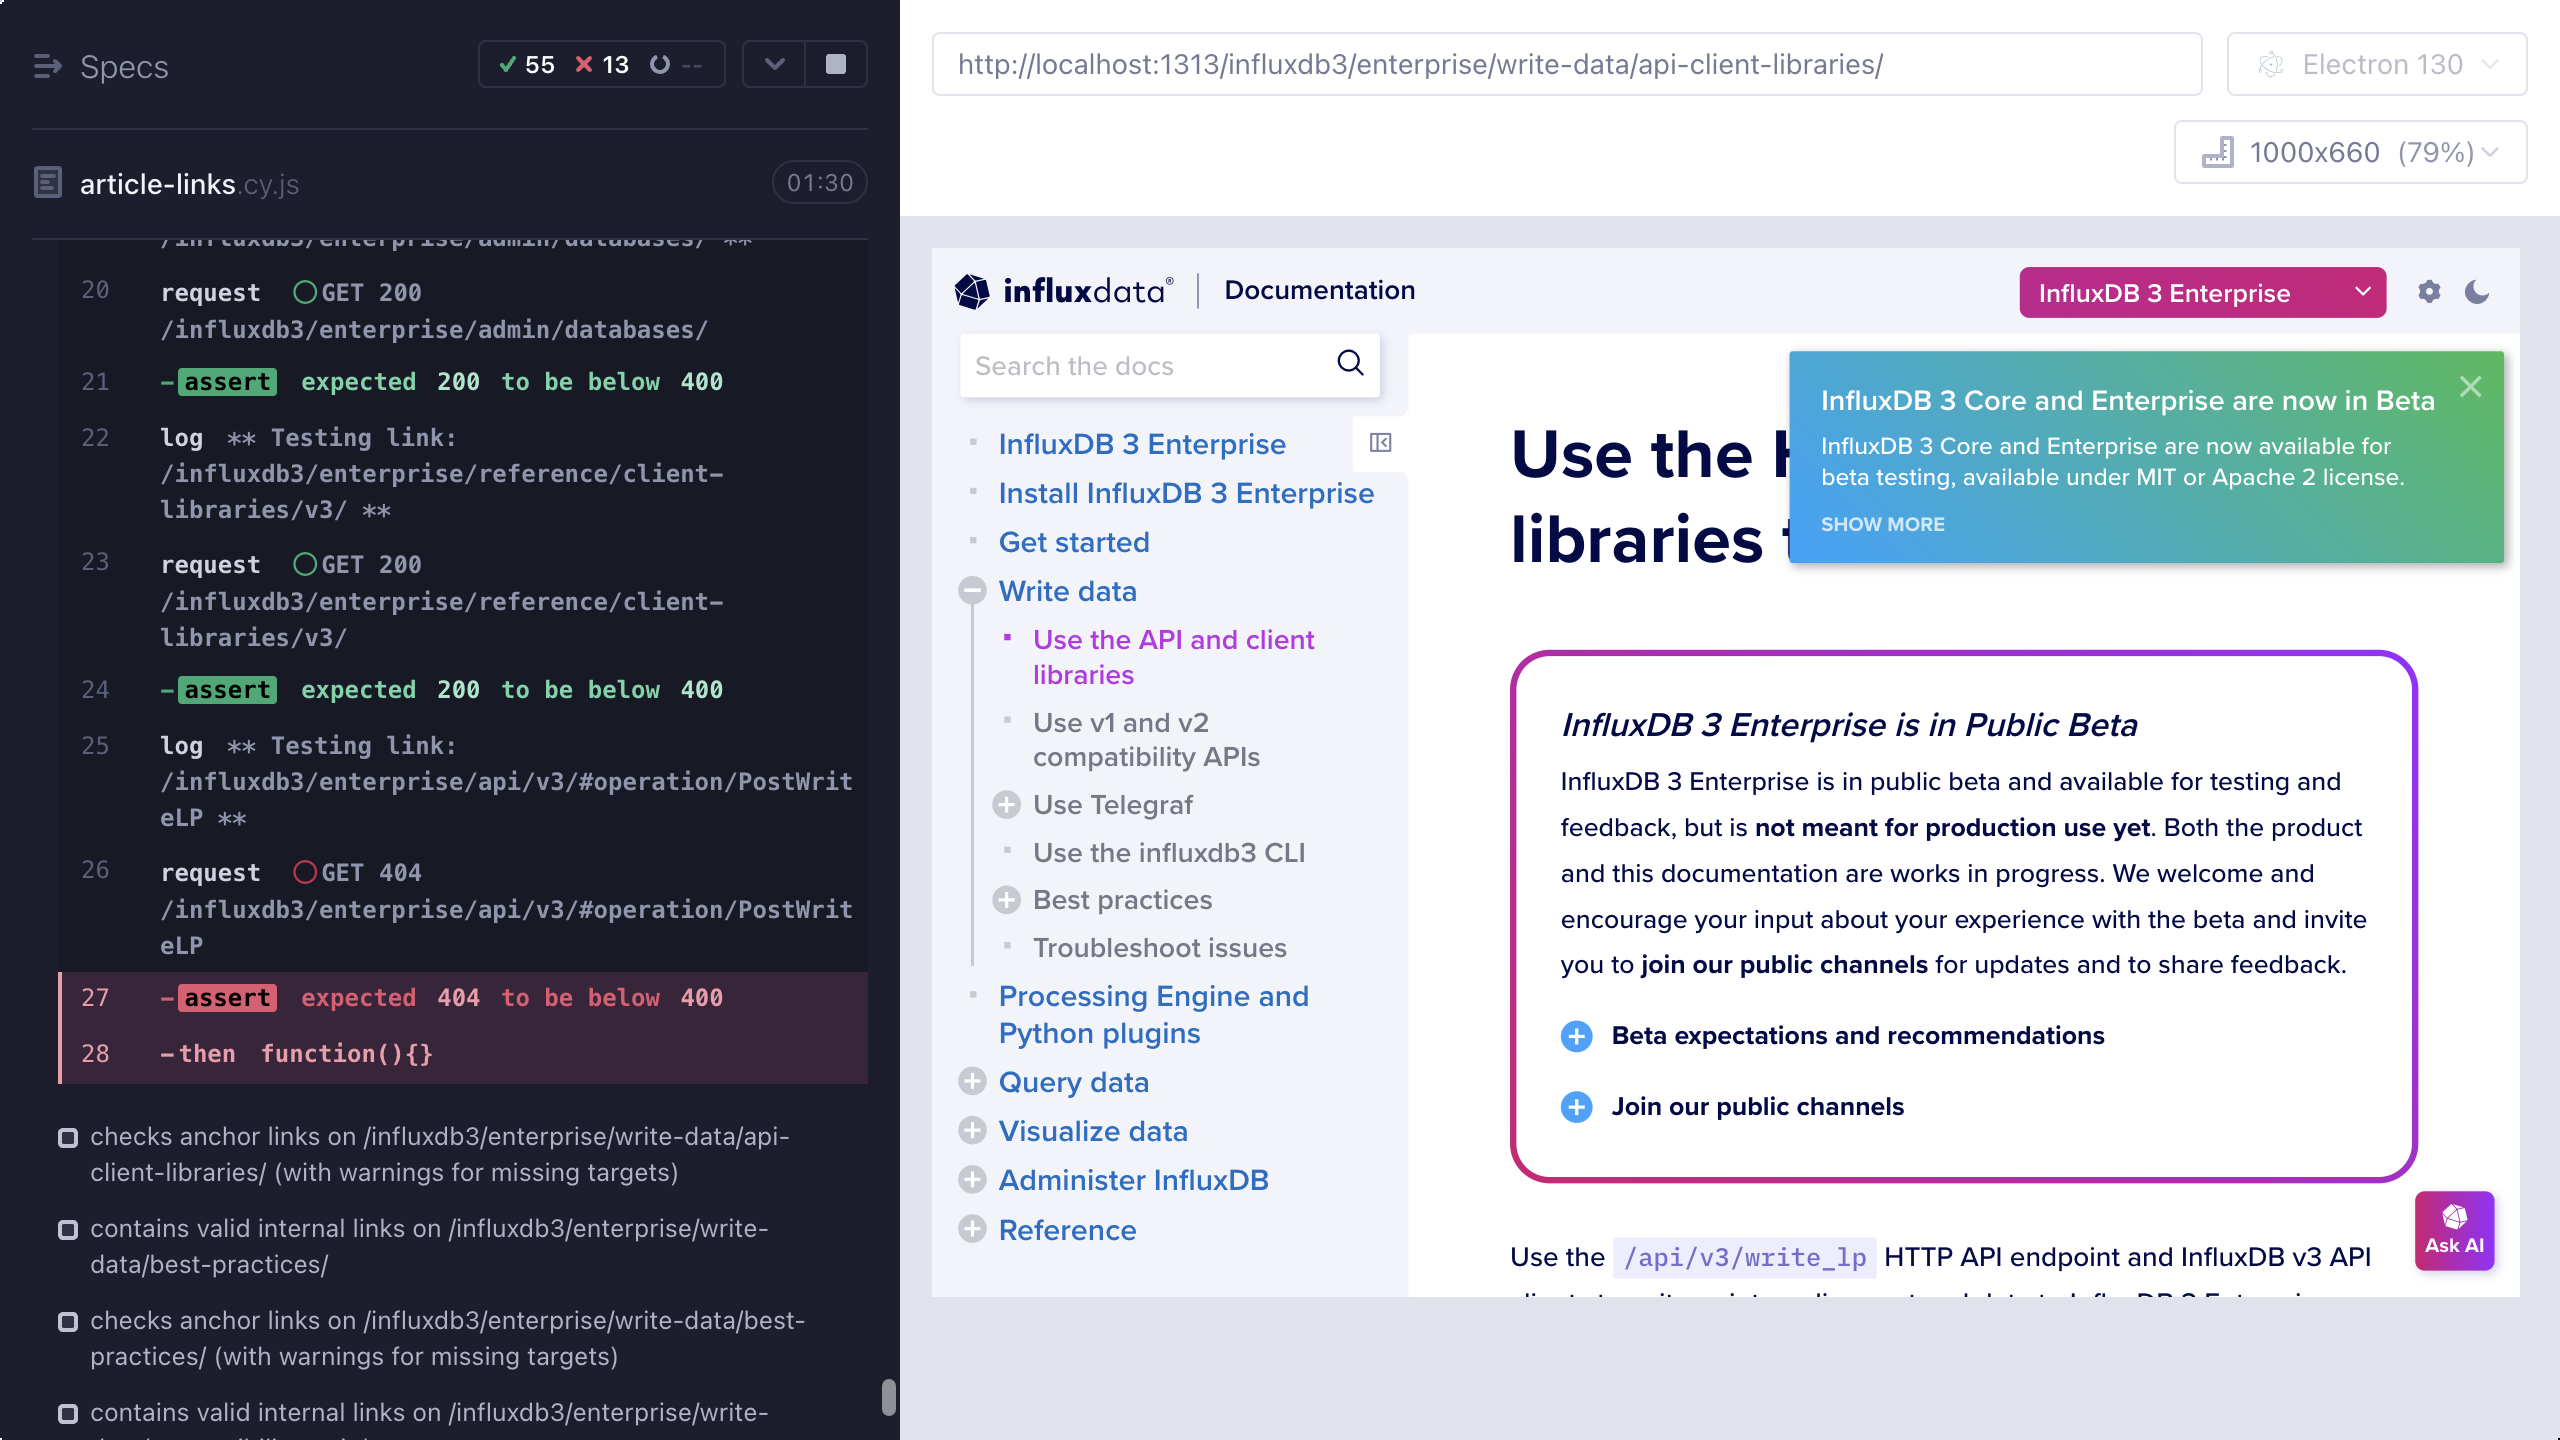 Specs
55 13 --
article-links.cy.js
01:30
/influxdb3/enterprise/admin/databases/ **
20 request GET 200
/influxdb3/enterprise/admin/databases/
21 -assert expected 200 to be below 400
22 log ** Testing link:
/influxdb3/enterprise/reference/client-
libraries/v3/ **
23 request GET 200
/influxdb3/enterprise/reference/client-
libraries/v3/
24 -assert expected 200 to be below 400
25 log ** Testing link:
/influxdb3/enterprise/api/v3/#operation/PostWrit
eLP **
26 request GET 404
/influxdb3/enterprise/api/v3/#operation/PostWrit
eLP
27 -assert expected 404 to be below 400
28 -then function(){}
checks anchor links on /influxdb3/enterprise/write-data/api-
client-libraries/ (with warnings for missing targets)
contains valid internal links on /influxdb3/enterprise/write-
data/best-practices/
checks anchor links on /influxdb3/enterprise/write-data/best-
practices/ (with warnings for missing targets)
contains valid internal links on /influxdb3/enterprise/write-
http://localhost:1313/influxdb3/enterprise/write-data/api-client-libraries/
Electron 130
1000x660 (79%)
influxdata® Documentation
InfluxDB 3 Enterprise
Search the docs
InfluxDB 3 Enterprise
Install InfluxDB 3 Enterprise
Get started
Write data
Use the API and client
libraries
Use v1 and v2
compatibility APIs
Use Telegraf
Use the influxdb3 CLI
Best practices
Troubleshoot issues
Processing Engine and
Python plugins
Query data
Visualize data
Administer InfluxDB
Reference
Use the
libraries
InfluxDB 3 Core and Enterprise are now in Beta
InfluxDB 3 Core and Enterprise are now available for
beta testing, available under MIT or Apache 2 license.
SHOW MORE
InfluxDB 3 Enterprise is in Public Beta
InfluxDB 3 Enterprise is in public beta and available for testing and
feedback, but is not meant for production use yet. Both the product
and this documentation are works in progress. We welcome and
encourage your input about your experience with the beta and invite
you to join our public channels for updates and to share feedback.
Beta expectations and recommendations
Join our public channels
Use the /api/v3/write_lp HTTP API endpoint and InfluxDB v3 API
Ask AI